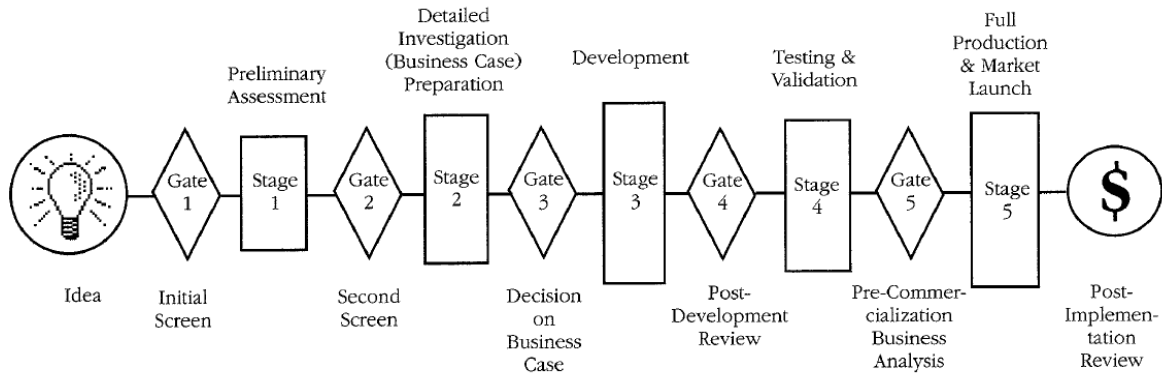 Preliminary
Assessment
Detailed
Investigation
(Business Case)
Preparation
Development
Testing &
Validation
Full
Production
& Market
Launch
Gate
1
Stage
1
Gate
2
Stage
2
Gate
3
Stage
3
Gate
4
Stage
4
Gate
5
Stage
5
$
Idea
Initial
Screen
Second
Screen
Decision
on
Business
Case
Post-
Development
Review
Pre-Commer-
cialization
Business
Analysis
Post-
Implemen-
tation
Review